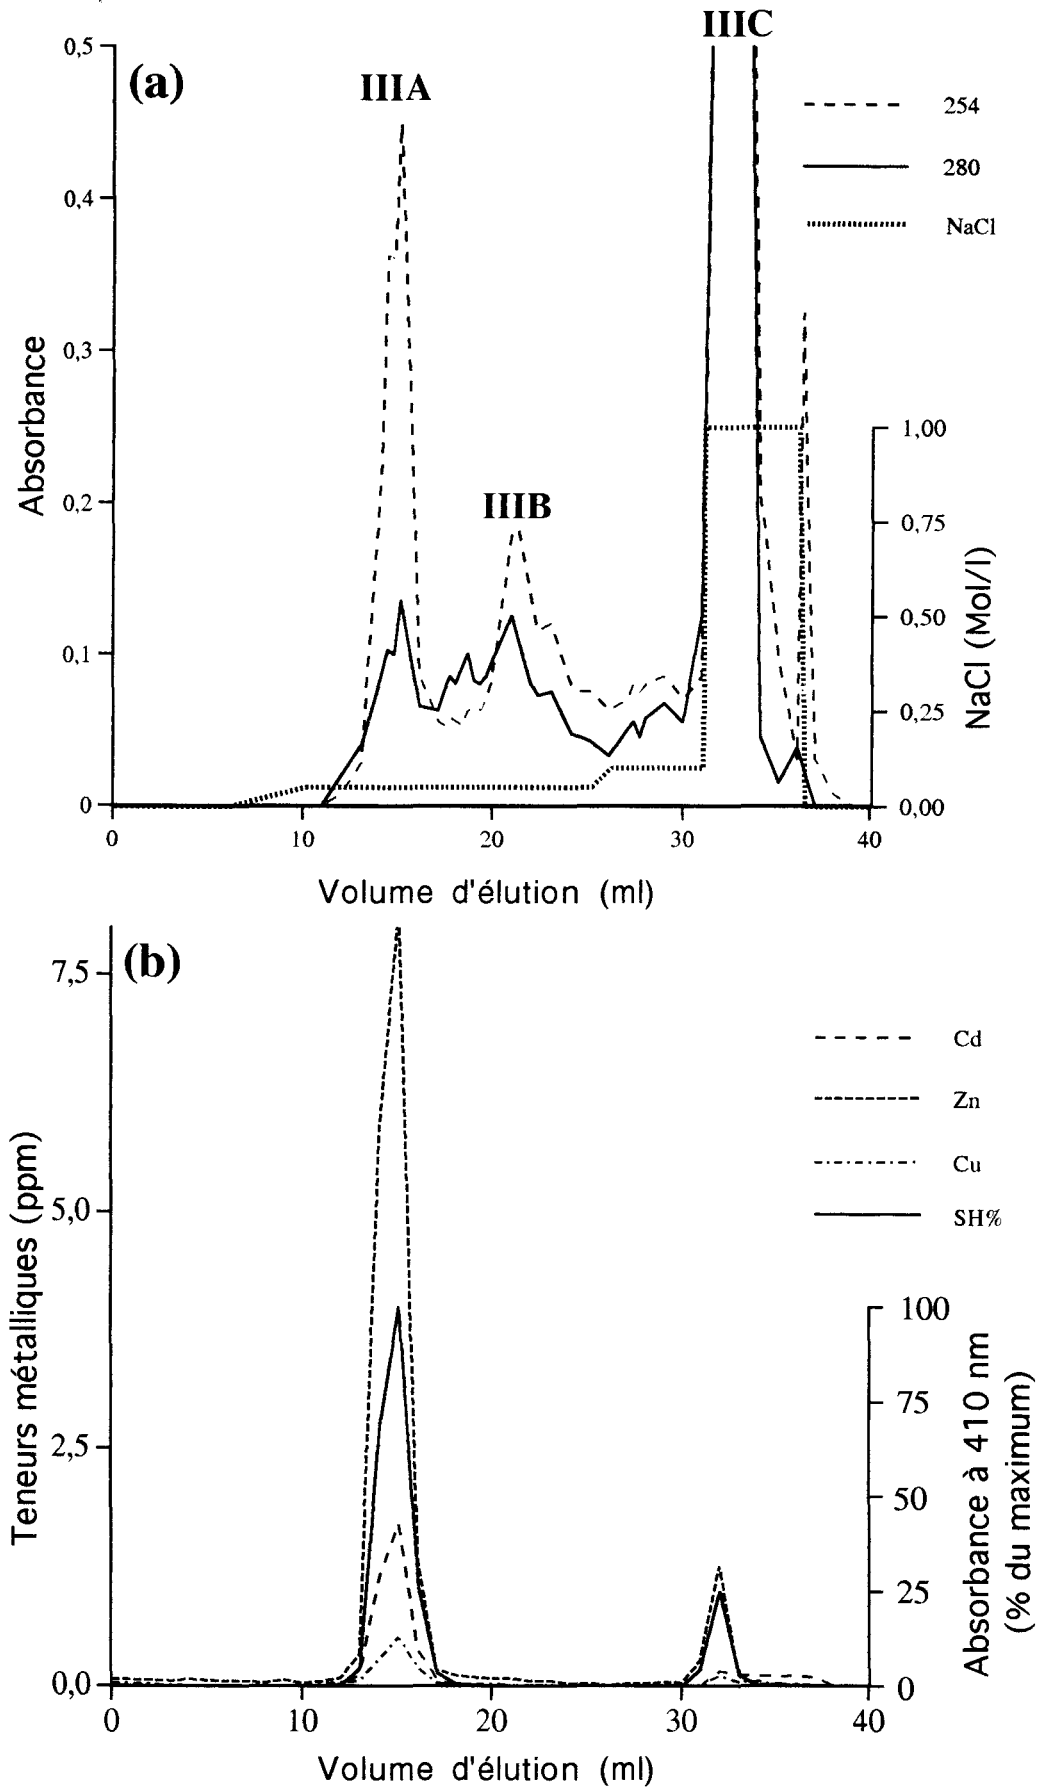 IIIC
0,5
(a)
IIIA
254
0,4
280
NaCl
0,3
Absorbance
1,00
0,2
IIIB
0,75
0,50
0,1
0,25
0
0,00
NaCl (Mol/l)
0 10 20 30 40
Volume d'élution (ml)
(b)
7,5
Cd
Zn
Cu
SH%
5,0
Teneurs métalliques (ppm)
100
75
2,5
50
25
0,0
0
Absorbance à 410 nm
(% du maximum)
0 10 20 30 40
Volume d'élution (ml)